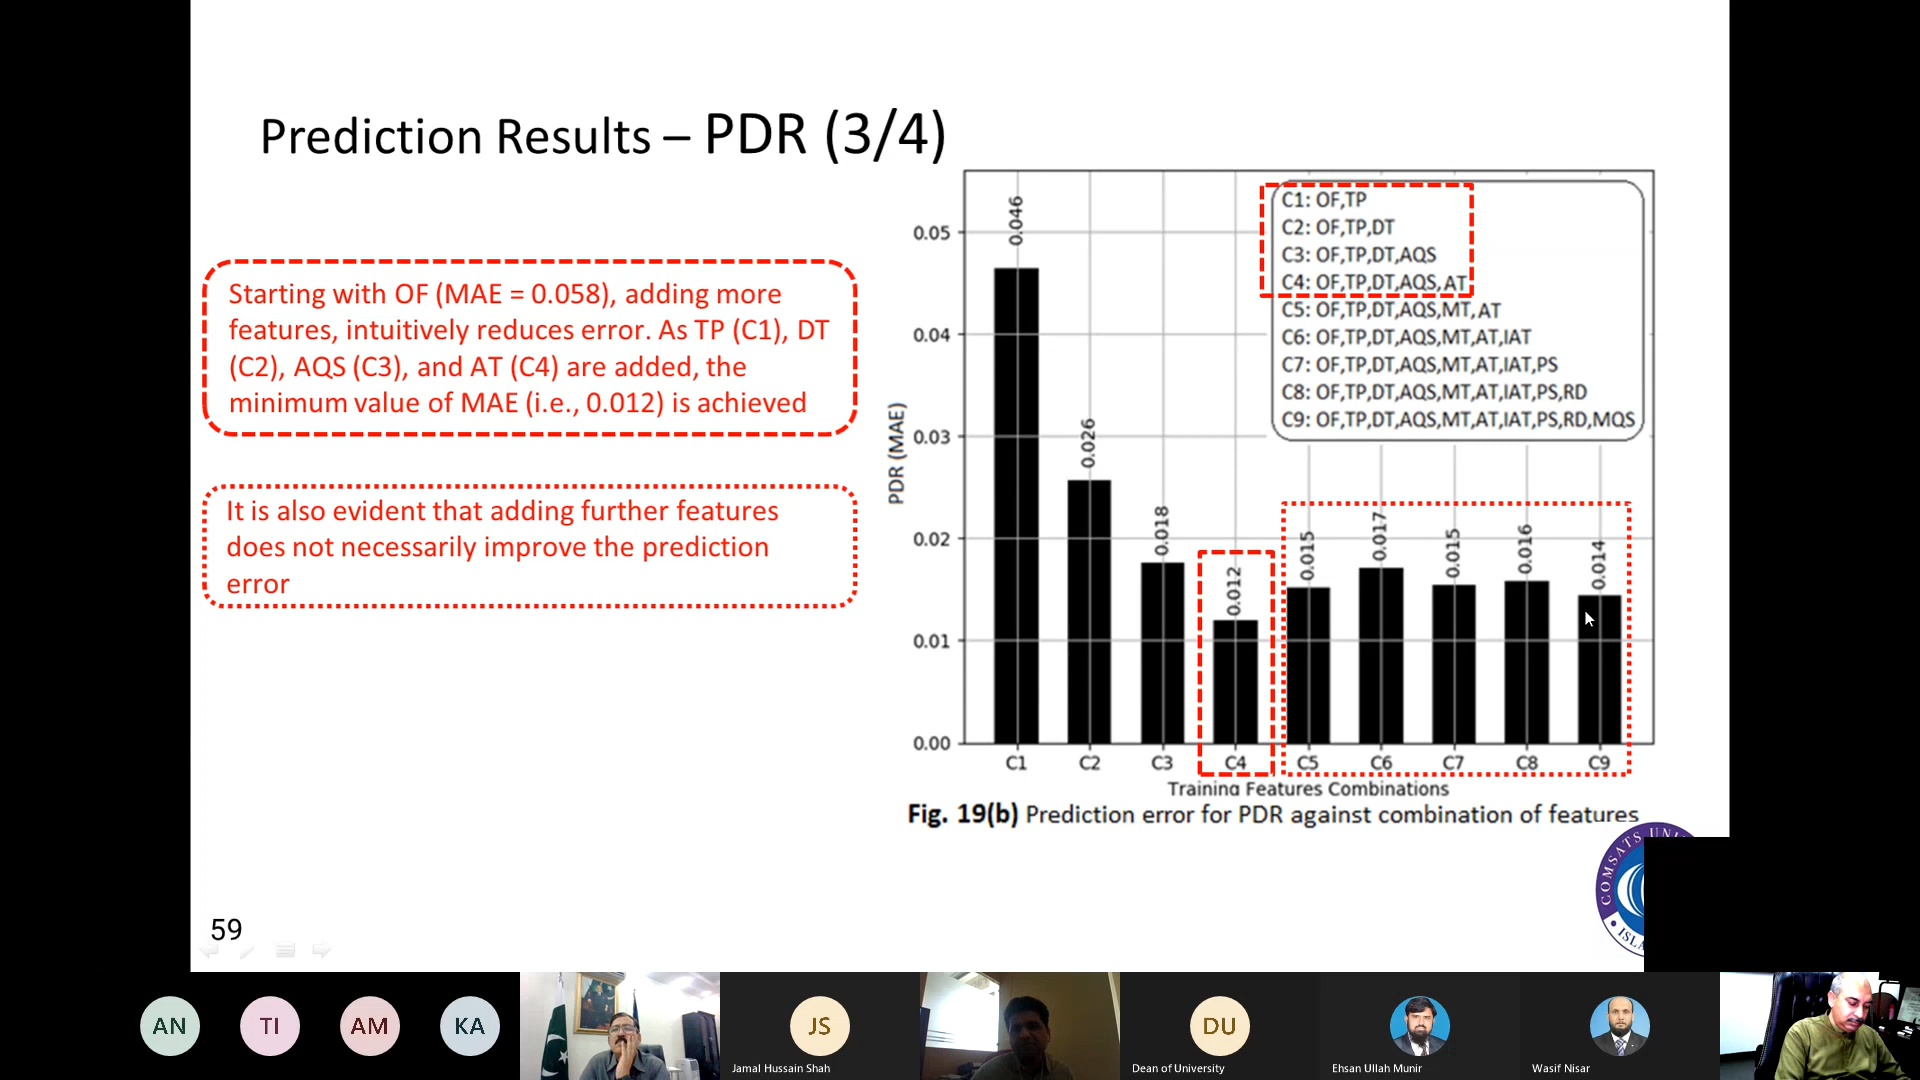 Prediction Results – PDR (3/4)
Starting with OF (MAE = 0.058), adding more
features, intuitively reduces error. As TP (C1), DT
(C2), AQS (C3), and AT (C4) are added, the
minimum value of MAE (i.e., 0.012) is achieved
It is also evident that adding further features
does not necessarily improve the prediction
error
PDR (MAE)
0.05
0.04
0.03
0.02
0.01
0.00
0.046
0.026
0.018
0.012
0.015
0.017
0.015
0.016
0.014
C1: OF,TP
C2: OF,TP,DT
C3: OF,TP,DT,AQS
C4: OF,TP,DT,AQS,AT
C5: OF,TP,DT,AQS,MT,AT
C6: OF,TP,DT,AQS,MT,AT,IAT
C7: OF,TP,DT,AQS,MT,AT,IAT,PS
C8: OF,TP,DT,AQS,MT,AT,IAT,PS,RD
C9: OF,TP,DT,AQS,MT,AT,IAT,PS,RD,MQS
C1 C2 C3 C4 C5 C6 C7 C8 C9
Training Features Combinations
Fig. 19(b) Prediction error for PDR against combination of features
COMSATS UNI
ISL
59
AN TI AM KA JS DU
Jamal Hussain Shah Dean of University Ehsan Ullah Munir Wasif Nisar